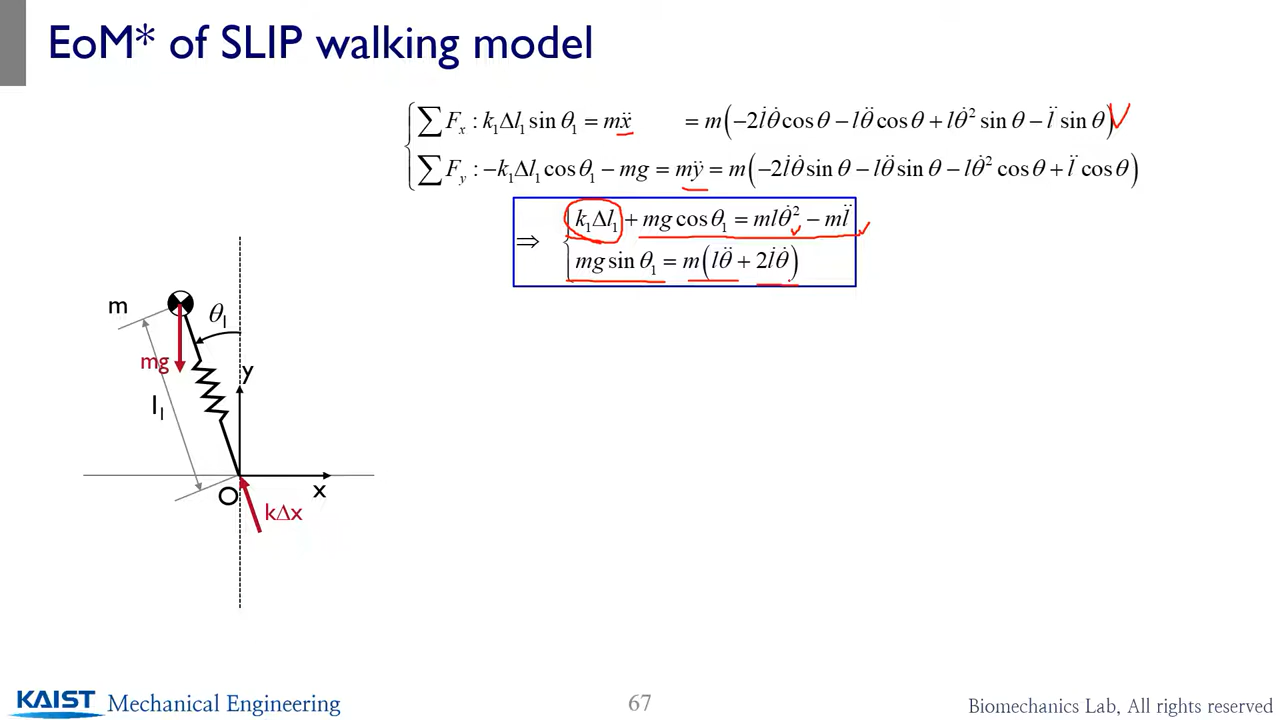 EoM* of SLIP walking model
∑ Fₓ : k₁Δl₁ sin θ₁ = mẍ = m(−2l̇θ̇ cos θ − lθ̈ cos θ + lθ̇² sin θ − l̈ sin θ)
∑ F_y : −k₁Δl₁ cos θ₁ − mg = mÿ = m(−2l̇θ̇ sin θ − lθ̈ sin θ − lθ̇² cos θ + l̈ cos θ)
⇒ k₁Δl₁ + mg cos θ₁ = mlθ̇² − ml̈
mg sin θ₁ = m(lθ̈ + 2l̇θ̇)
m
θ₁
mg
y
l₁
O
x
kΔx
KAIST Mechanical Engineering
67
Biomechanics Lab, All rights reserved